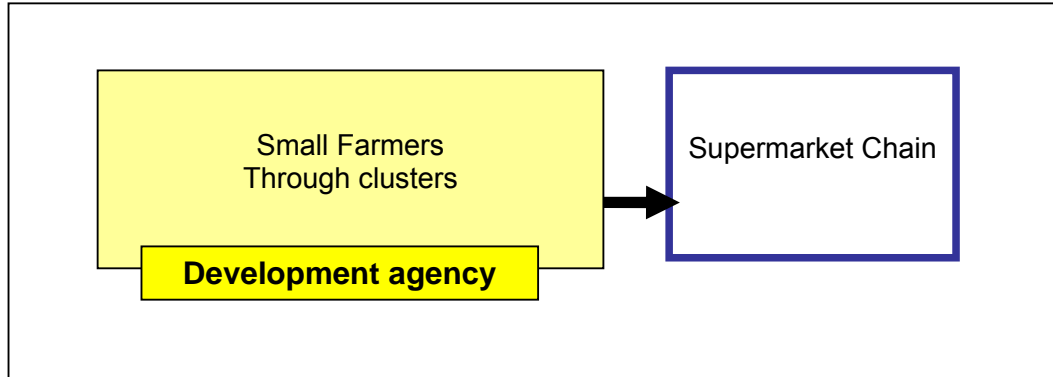 Small Farmers
Through clusters
Supermarket Chain
Development agency